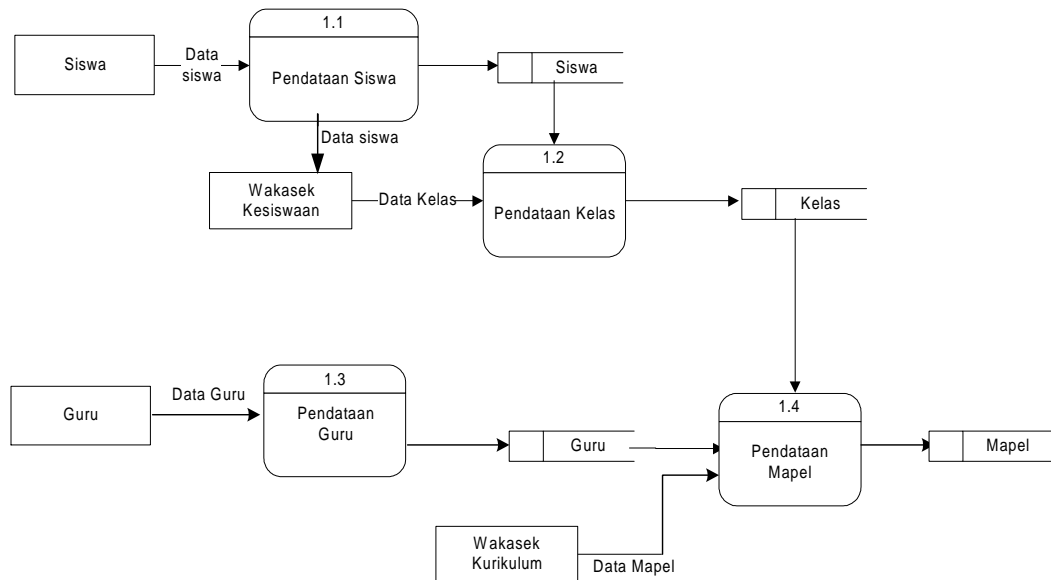 1.1
Siswa
Data
siswa
Pendataan Siswa
Siswa
Data siswa
1.2
Wakasek
Kesiswaan
Data Kelas
Pendataan Kelas
Kelas
1.3
Guru
Data Guru
Pendataan
Guru
1.4
Guru
Pendataan
Mapel
Mapel
Wakasek
Kurikulum
Data Mapel